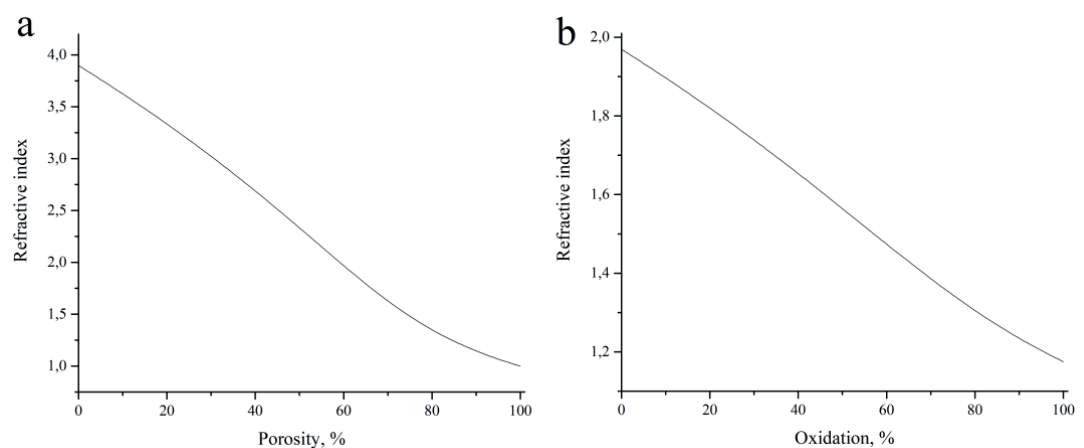 a
4,0
3,5
3,0
2,5
2,0
1,5
1,0
Refractive index
0 20 40 60 80 100
Porosity, %
b
2,0
1,8
1,6
1,4
1,2
Refractive index
0 20 40 60 80 100
Oxidation, %